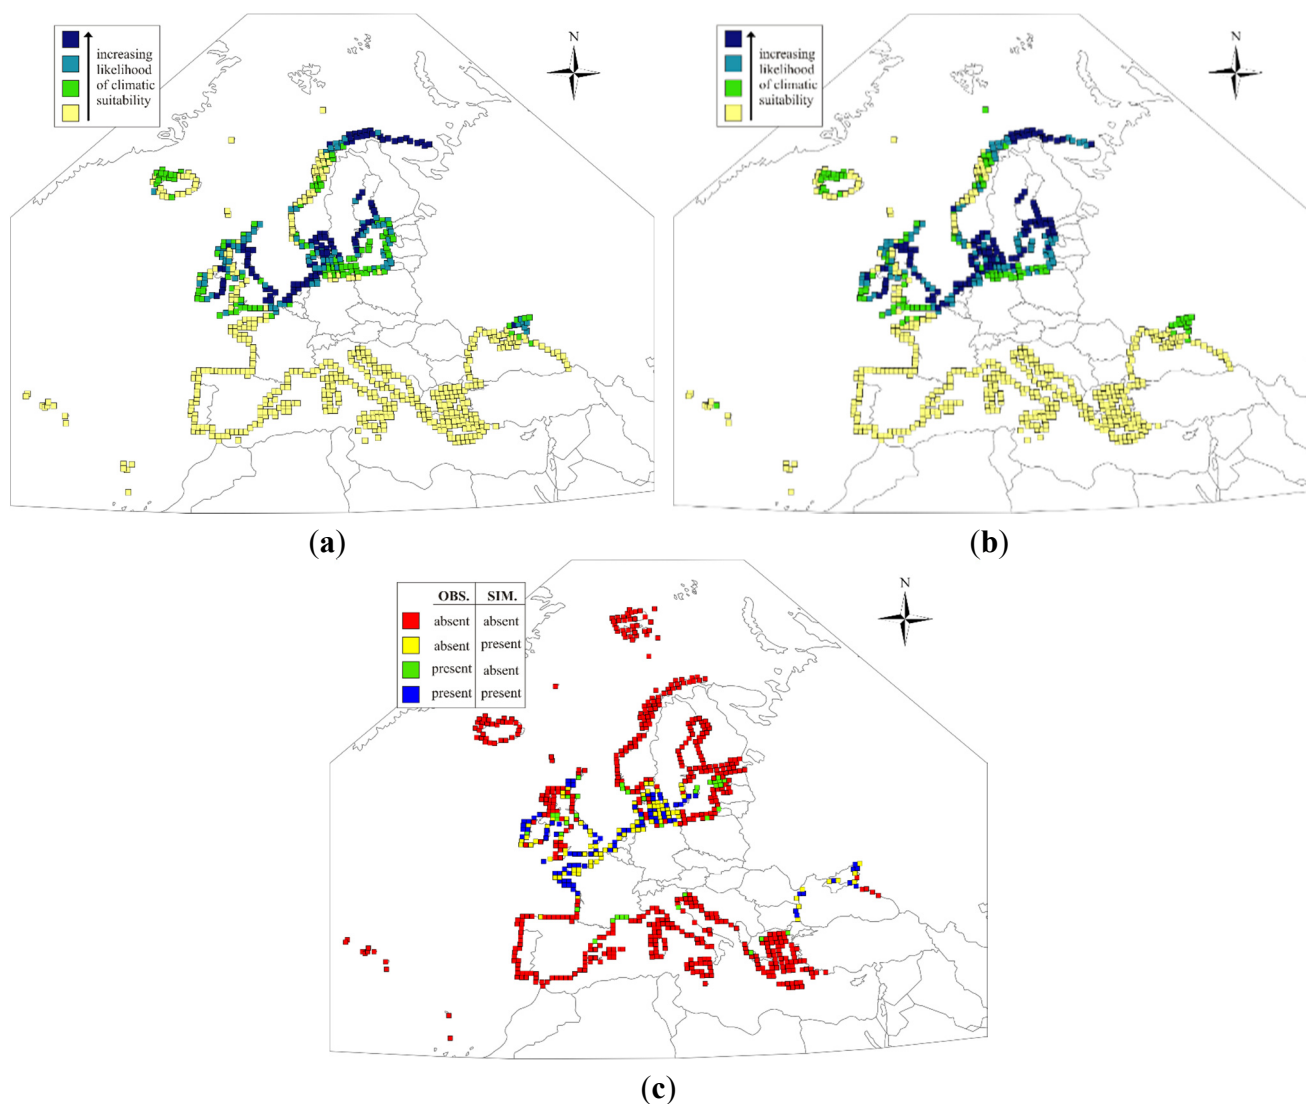 increasing
likelihood
of climatic
suitability
N
increasing
likelihood
of climatic
suitability
N
(a)
(b)
OBS. SIM.
absent absent
absent present
present absent
present present
N
(c)